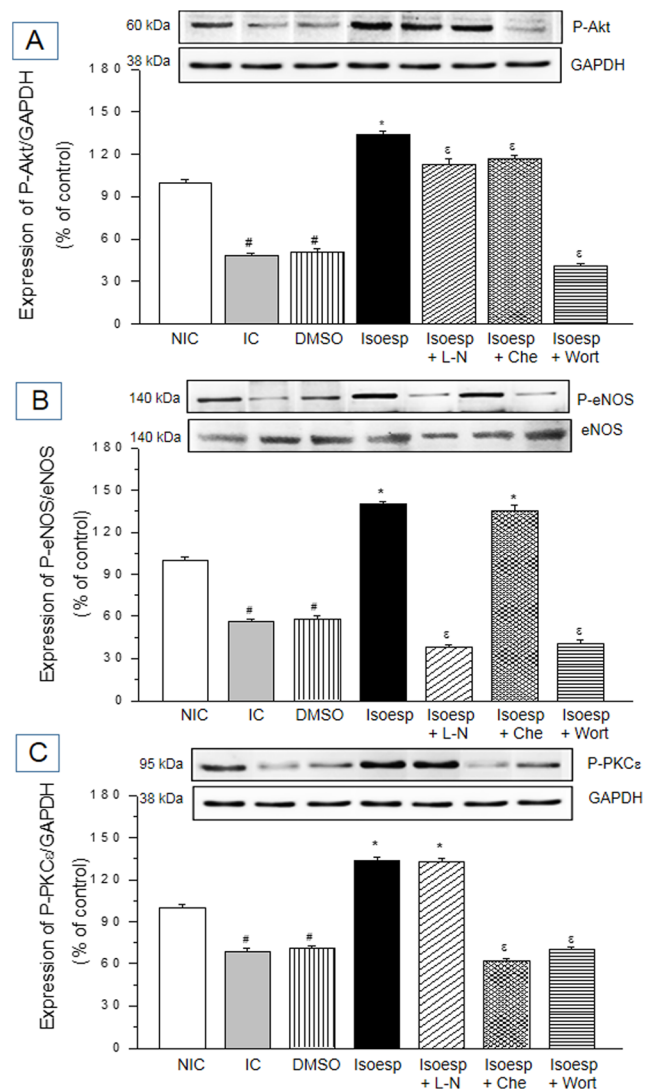 A
60 kDa
P-Akt
38 kDa
GAPDH
Expression of P-Akt/GAPDH
(% of control)
180
150
120
90
60
30
0
#
#
*
ε
ε
ε
NIC IC DMSO Isoesp Isoesp + L-N Isoesp + Che Isoesp + Wort
B
140 kDa
P-eNOS
140 kDa
eNOS
Expression of P-eNOS/eNOS
(% of control)
180
150
120
90
60
30
0
#
#
*
ε
*
ε
NIC IC DMSO Isoesp Isoesp + L-N Isoesp + Che Isoesp + Wort
C
95 kDa
P-PKCε
38 kDa
GAPDH
Expression of P-PKCε/GAPDH
(% of control)
180
150
120
90
60
30
0
#
#
*
*
ε
ε
NIC IC DMSO Isoesp Isoesp + L-N Isoesp + Che Isoesp + Wort